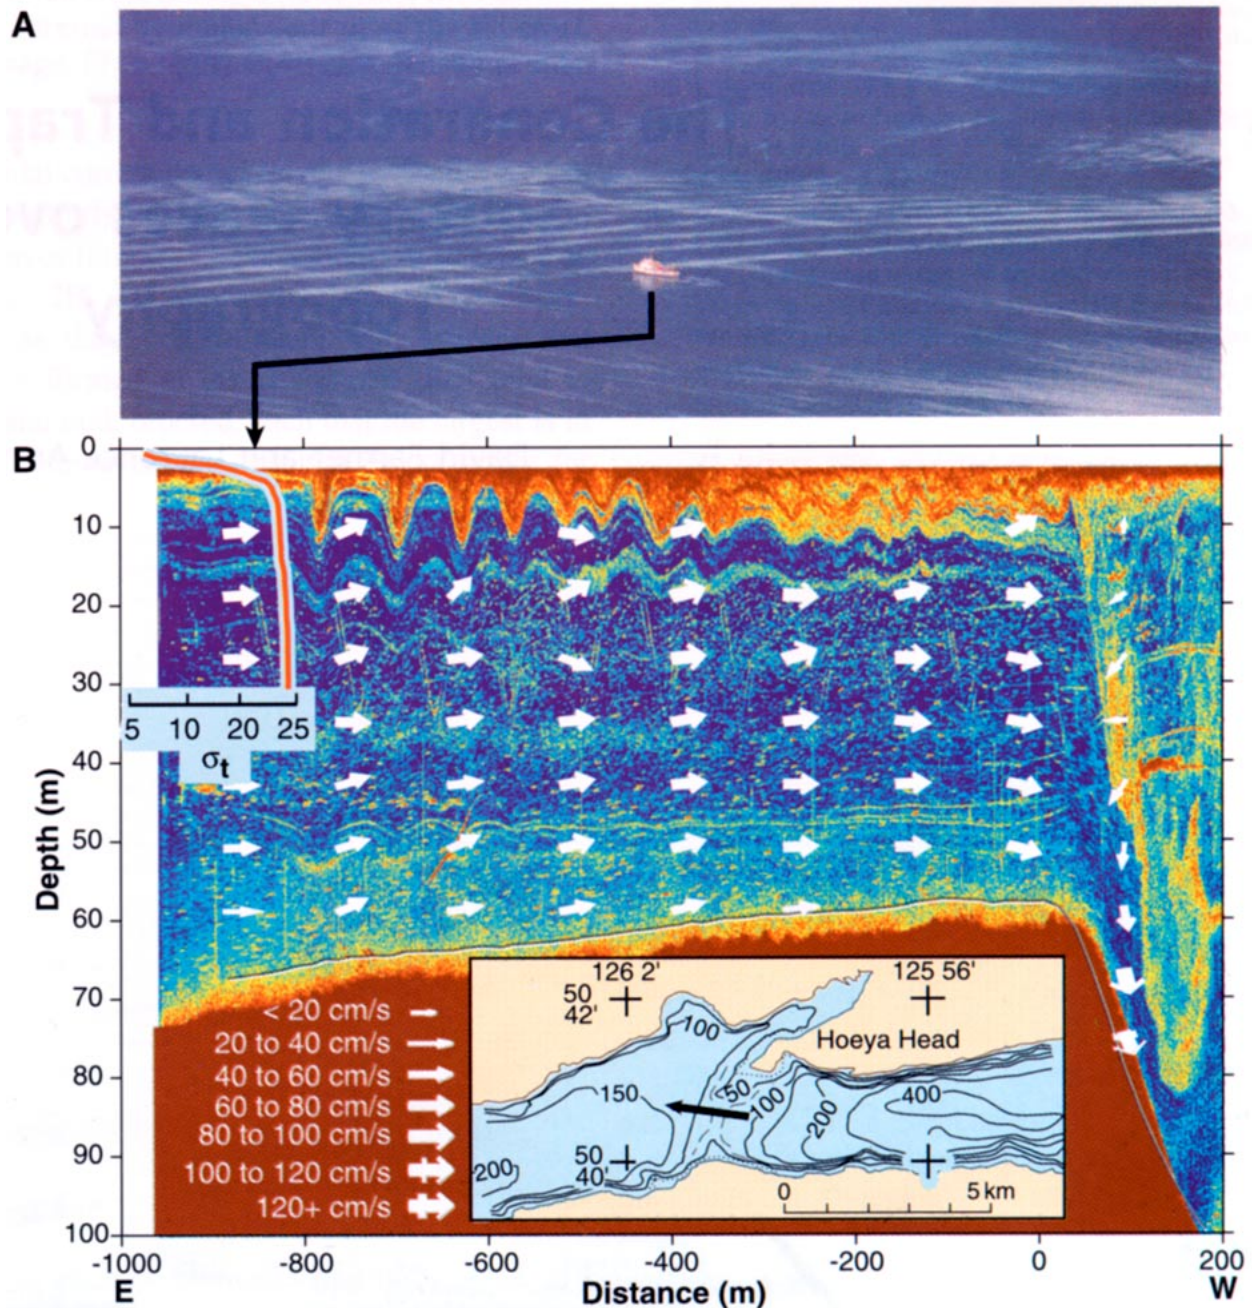 A
B
0
10
20
30
40
50
60
70
80
90
100
Depth (m)
5 10 20 25
σt
< 20 cm/s
20 to 40 cm/s
40 to 60 cm/s
60 to 80 cm/s
80 to 100 cm/s
100 to 120 cm/s
120+ cm/s
126 2'
125 56'
50
42'
100
Hoeya Head
50
100
150
200
400
50
40'
200
0
5 km
-1000 -800 -600 -400 -200 0 200
E
Distance (m)
W